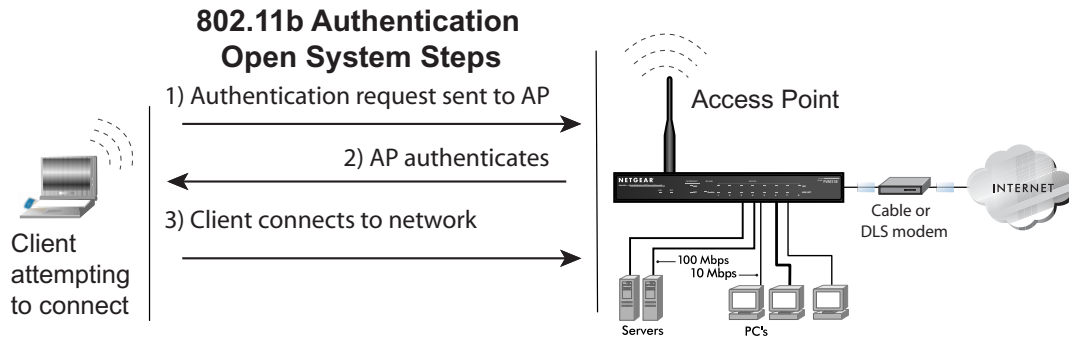 802.11b Authentication
Open System Steps
1) Authentication request sent to AP
2) AP authenticates
3) Client connects to network
Client
attempting
to connect
Access Point
NETGEAR
INTERNET
Cable or
DLS modem
100 Mbps
10 Mbps
Servers
PC's